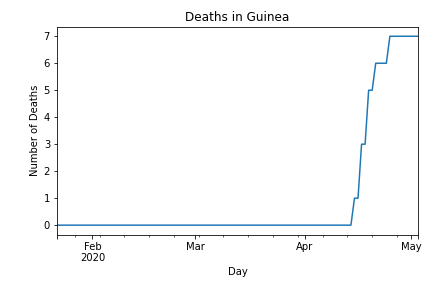 Deaths in Guinea
7
6
5
4
3
2
1
0
Number of Deaths
Feb
2020
Mar
Apr
May
Day